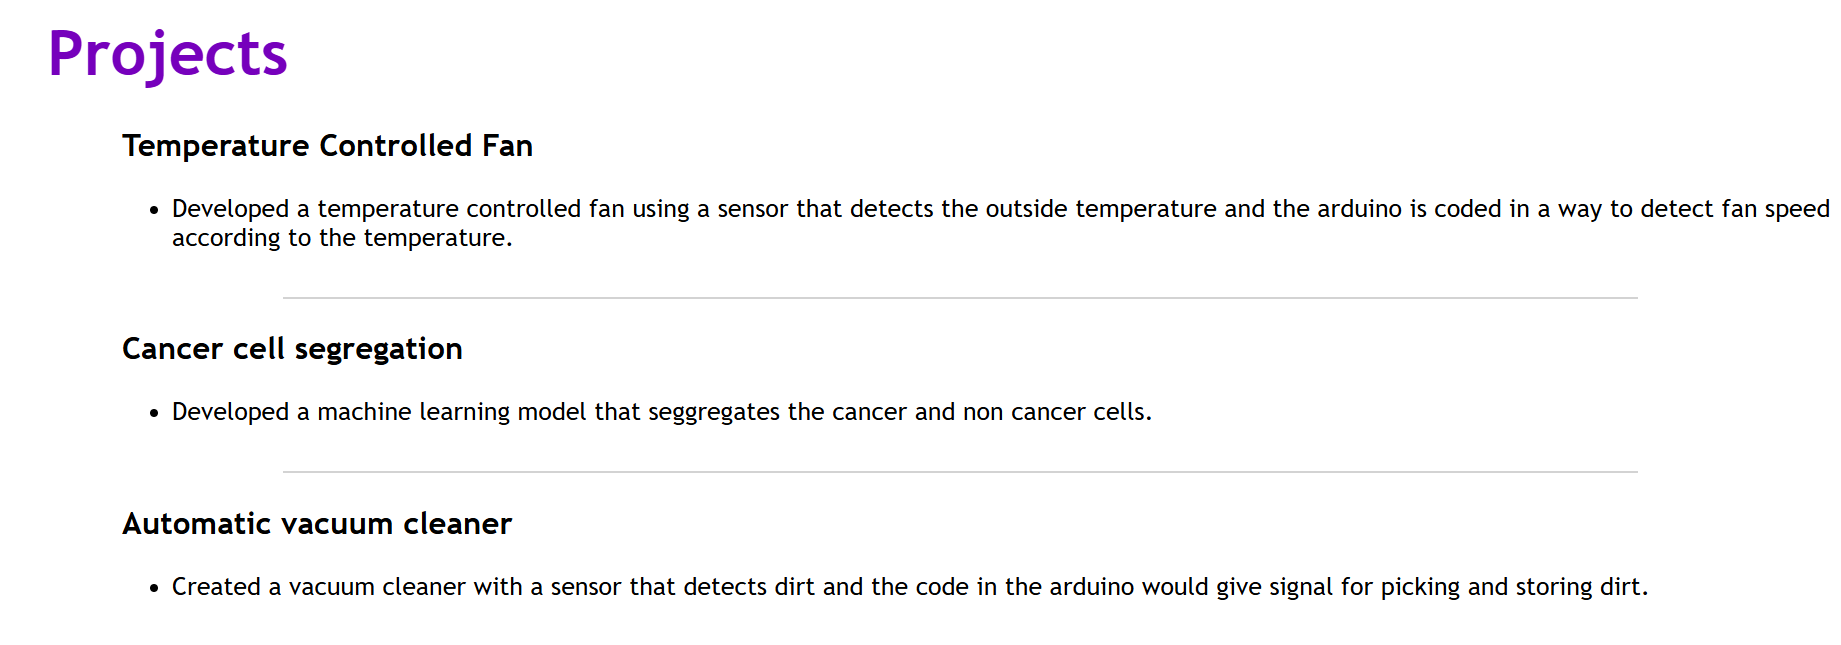 Projects
Temperature Controlled Fan
• Developed a temperature controlled fan using a sensor that detects the outside temperature and the arduino is coded in a way to detect fan speed
according to the temperature.
Cancer cell segregation
• Developed a machine learning model that seggregates the cancer and non cancer cells.
Automatic vacuum cleaner
• Created a vacuum cleaner with a sensor that detects dirt and the code in the arduino would give signal for picking and storing dirt.